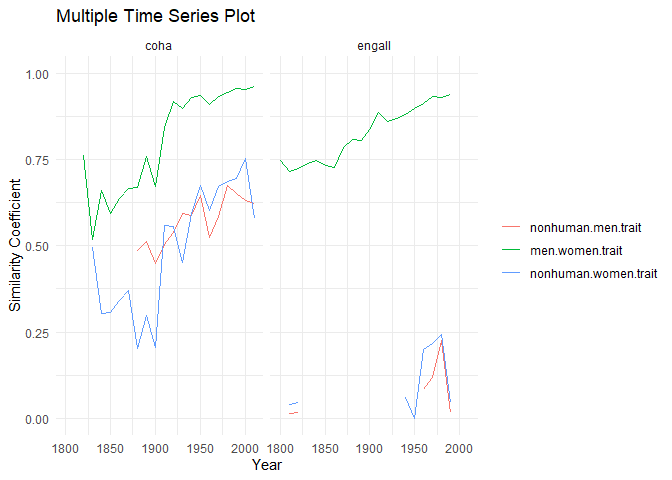 Multiple Time Series Plot
coha
engall
1.00
0.75
0.50
0.25
0.00
Similarity Coefficient
1800 1850 1900 1950 2000
1800 1850 1900 1950 2000
Year
nonhuman.men.trait
men.women.trait
nonhuman.women.trait